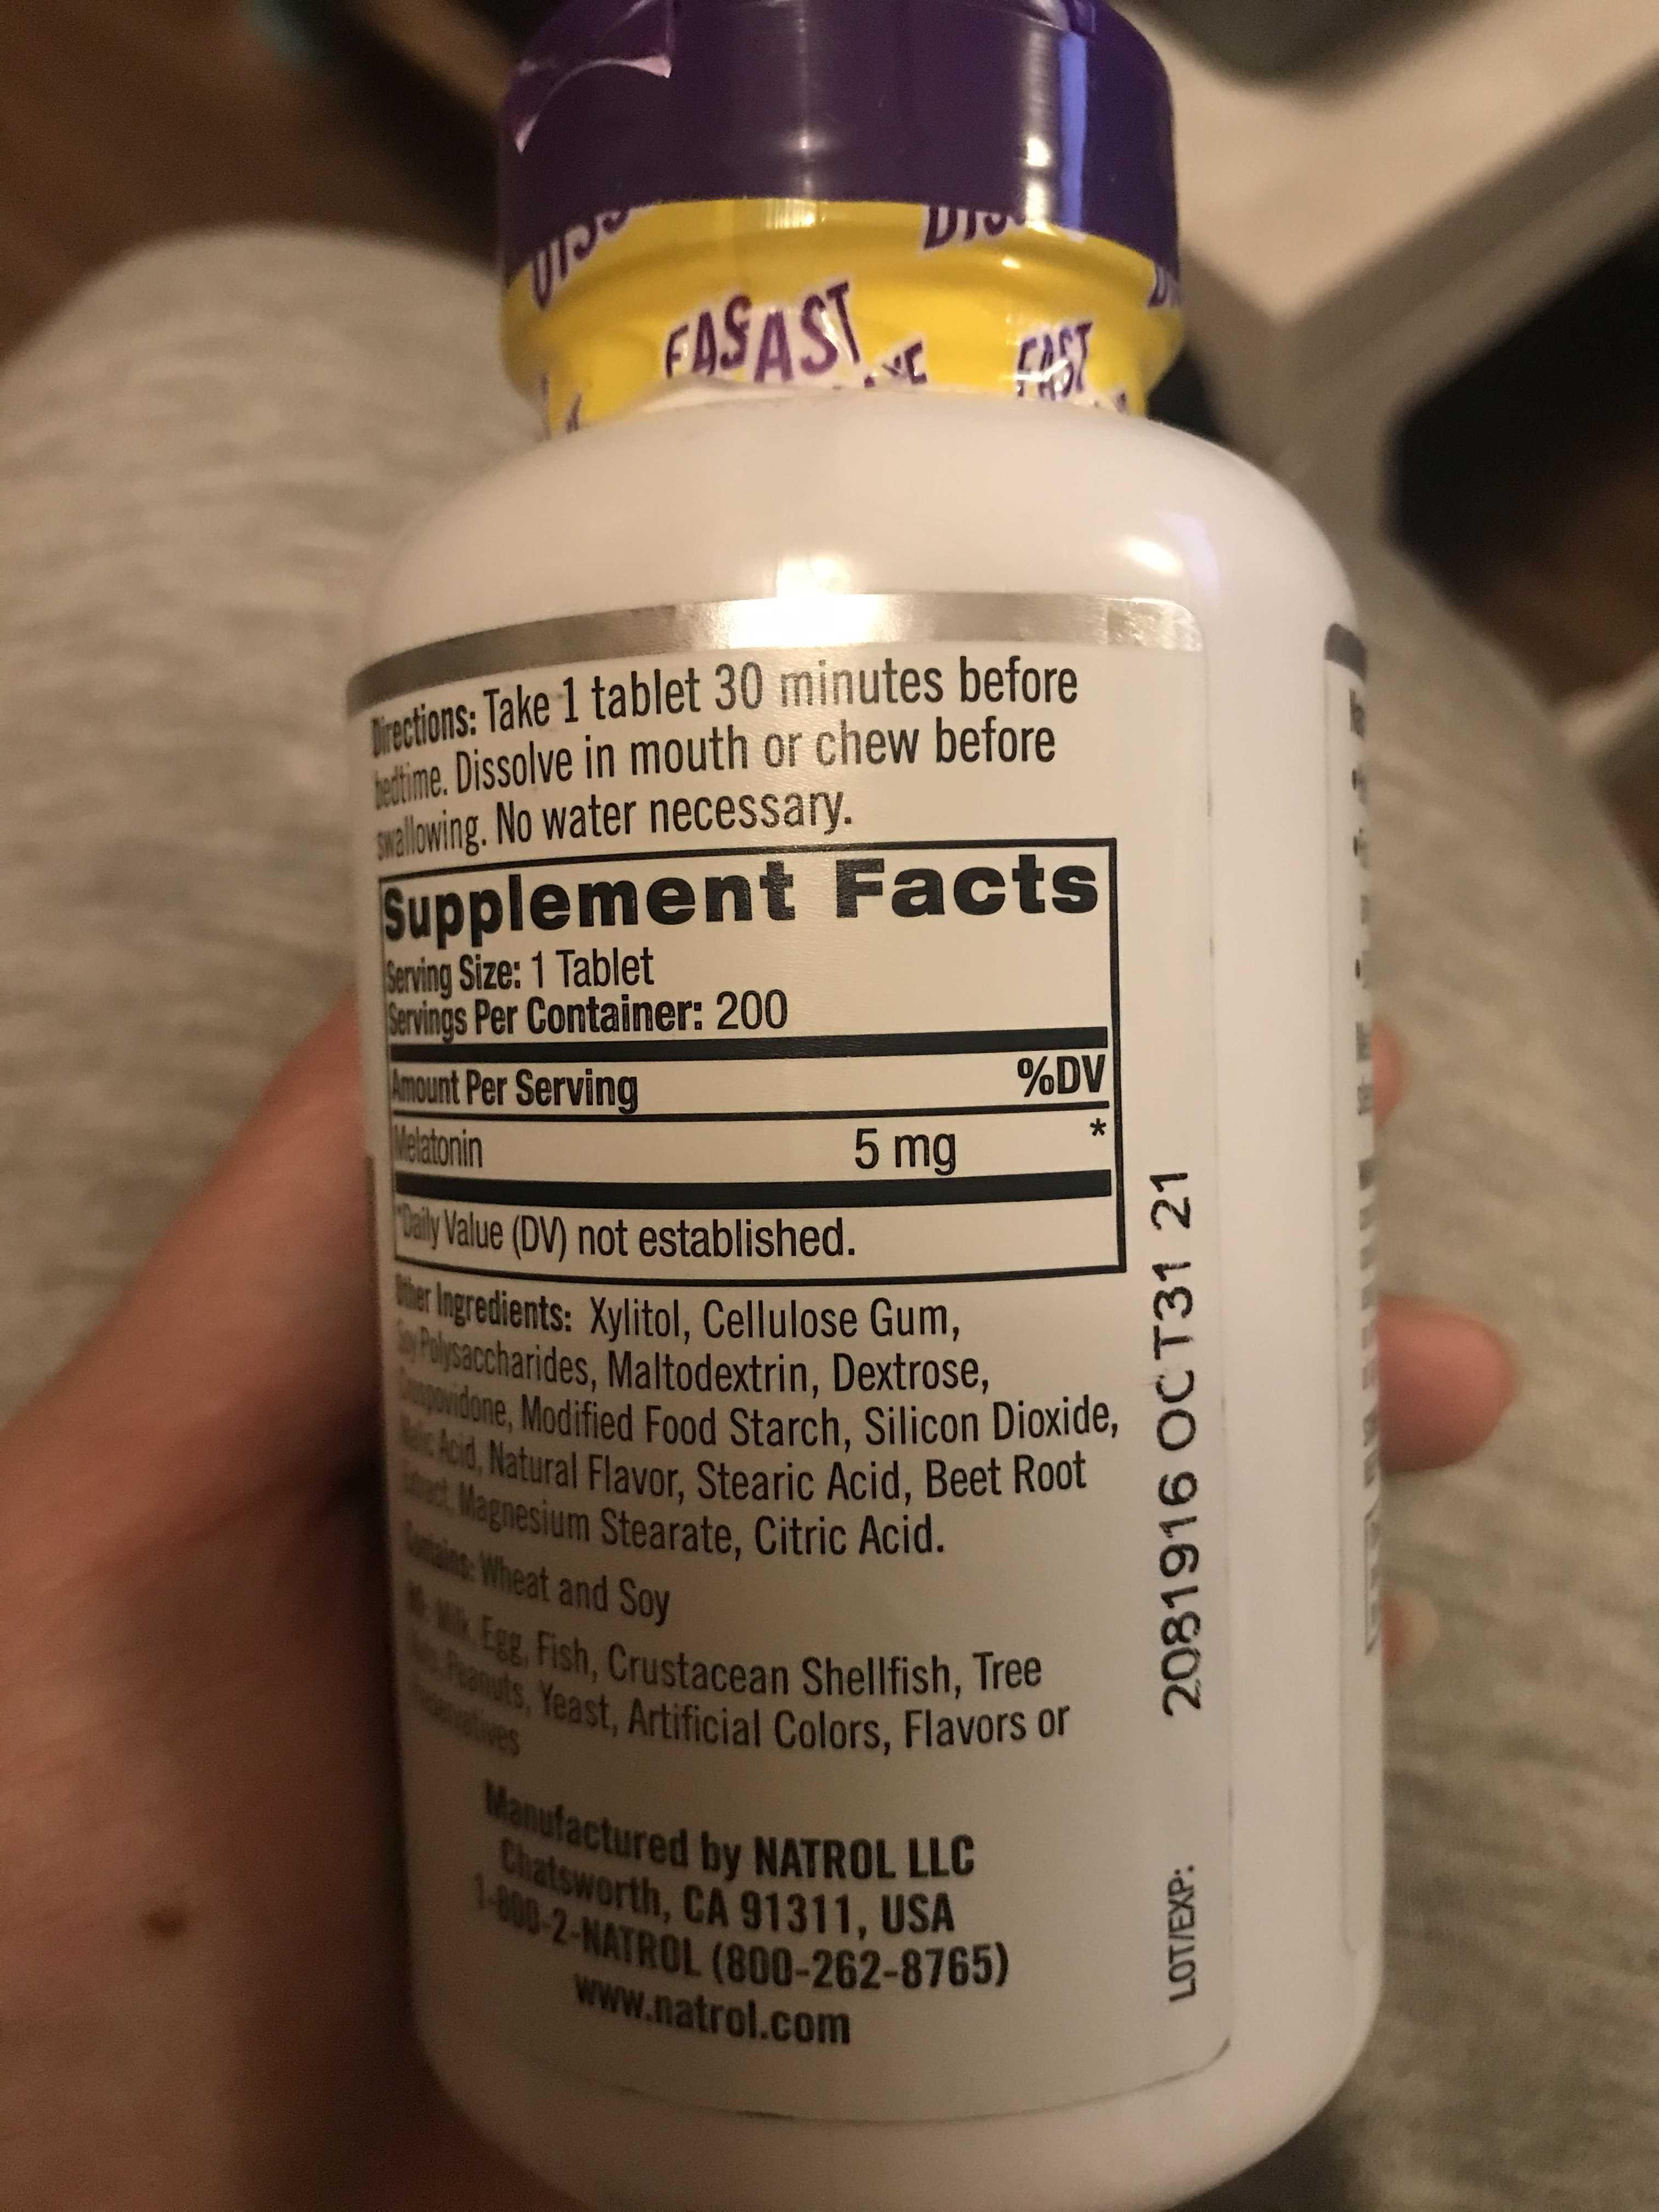 DISS
DIS
FASAST
FAST
Directions: Take 1 tablet 30 minutes before
bedtime. Dissolve in mouth or chew before
swallowing. No water necessary.
Supplement Facts
Serving Size: 1 Tablet
Servings Per Container: 200
Amount Per Serving %DV
Melatonin 5 mg *
*Daily Value (DV) not established.
Other Ingredients: Xylitol, Cellulose Gum,
Soy Polysaccharides, Maltodextrin, Dextrose,
Crospovidone, Modified Food Starch, Silicon Dioxide,
Malic Acid, Natural Flavor, Stearic Acid, Beet Root
Extract, Magnesium Stearate, Citric Acid.
Contains: Wheat and Soy
NO: Milk, Egg, Fish, Crustacean Shellfish, Tree
Nuts, Peanuts, Yeast, Artificial Colors, Flavors or
Preservatives
Manufactured by NATROL LLC
Chatsworth, CA 91311, USA
1-800-2-NATROL (800-262-8765)
www.natrol.com
LOT/EXP: 2081916 OCT31 21